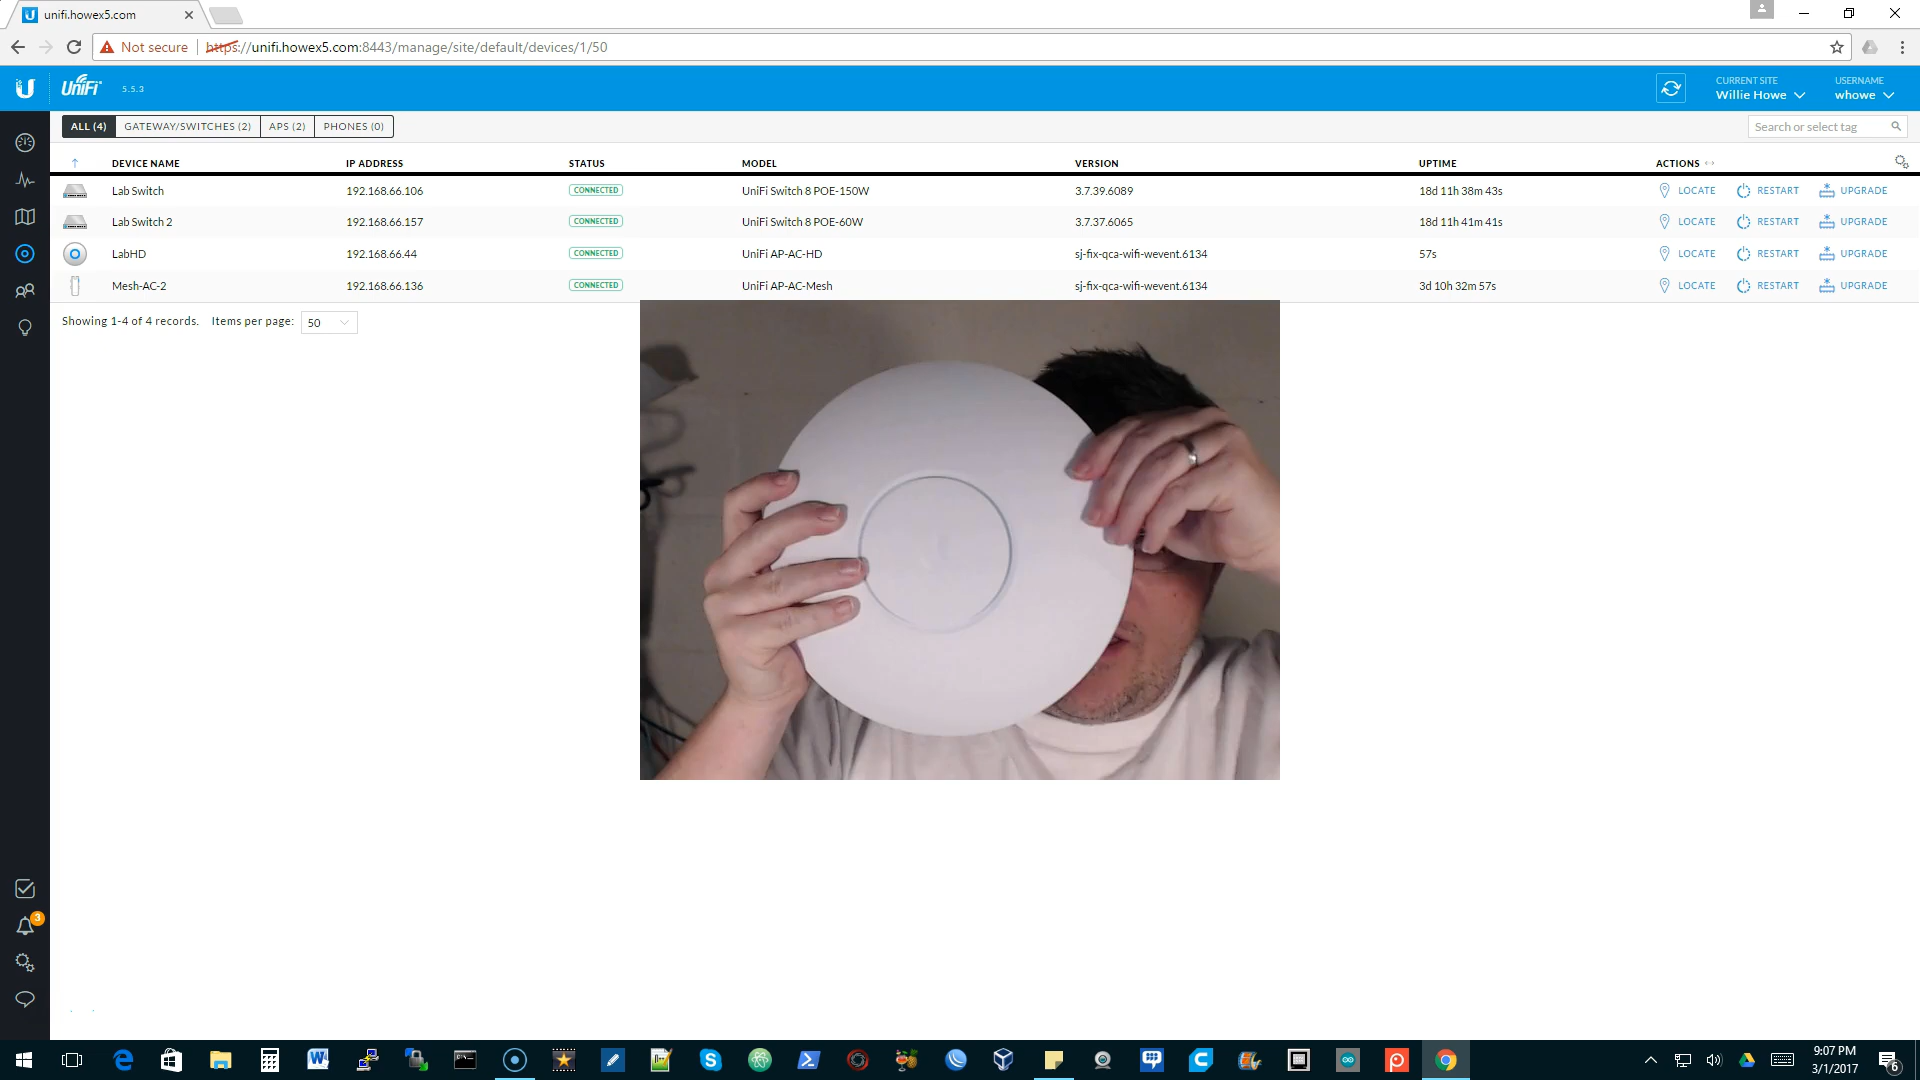 unifi.howex5.com
Not secure https://unifi.howex5.com:8443/manage/site/default/devices/1/50
UniFi 5.5.3 CURRENT SITE USERNAME
Willie Howe whowe
ALL (4) GATEWAY/SWITCHES (2) APS (2) PHONES (0) Search or select tag
DEVICE NAME IP ADDRESS STATUS MODEL VERSION UPTIME ACTIONS
Lab Switch 192.168.66.106 CONNECTED UniFi Switch 8 POE-150W 3.7.39.6089 18d 11h 38m 43s LOCATE RESTART UPGRADE
Lab Switch 2 192.168.66.157 CONNECTED UniFi Switch 8 POE-60W 3.7.37.6065 18d 11h 41m 41s LOCATE RESTART UPGRADE
LabHD 192.168.66.44 CONNECTED UniFi AP-AC-HD sj-fix-qca-wifi-wevent.6134 57s LOCATE RESTART UPGRADE
Mesh-AC-2 192.168.66.136 CONNECTED UniFi AP-AC-Mesh sj-fix-qca-wifi-wevent.6134 3d 10h 32m 57s LOCATE RESTART UPGRADE
Showing 1-4 of 4 records. Items per page: 50
3
9:07 PM
3/1/2017
6